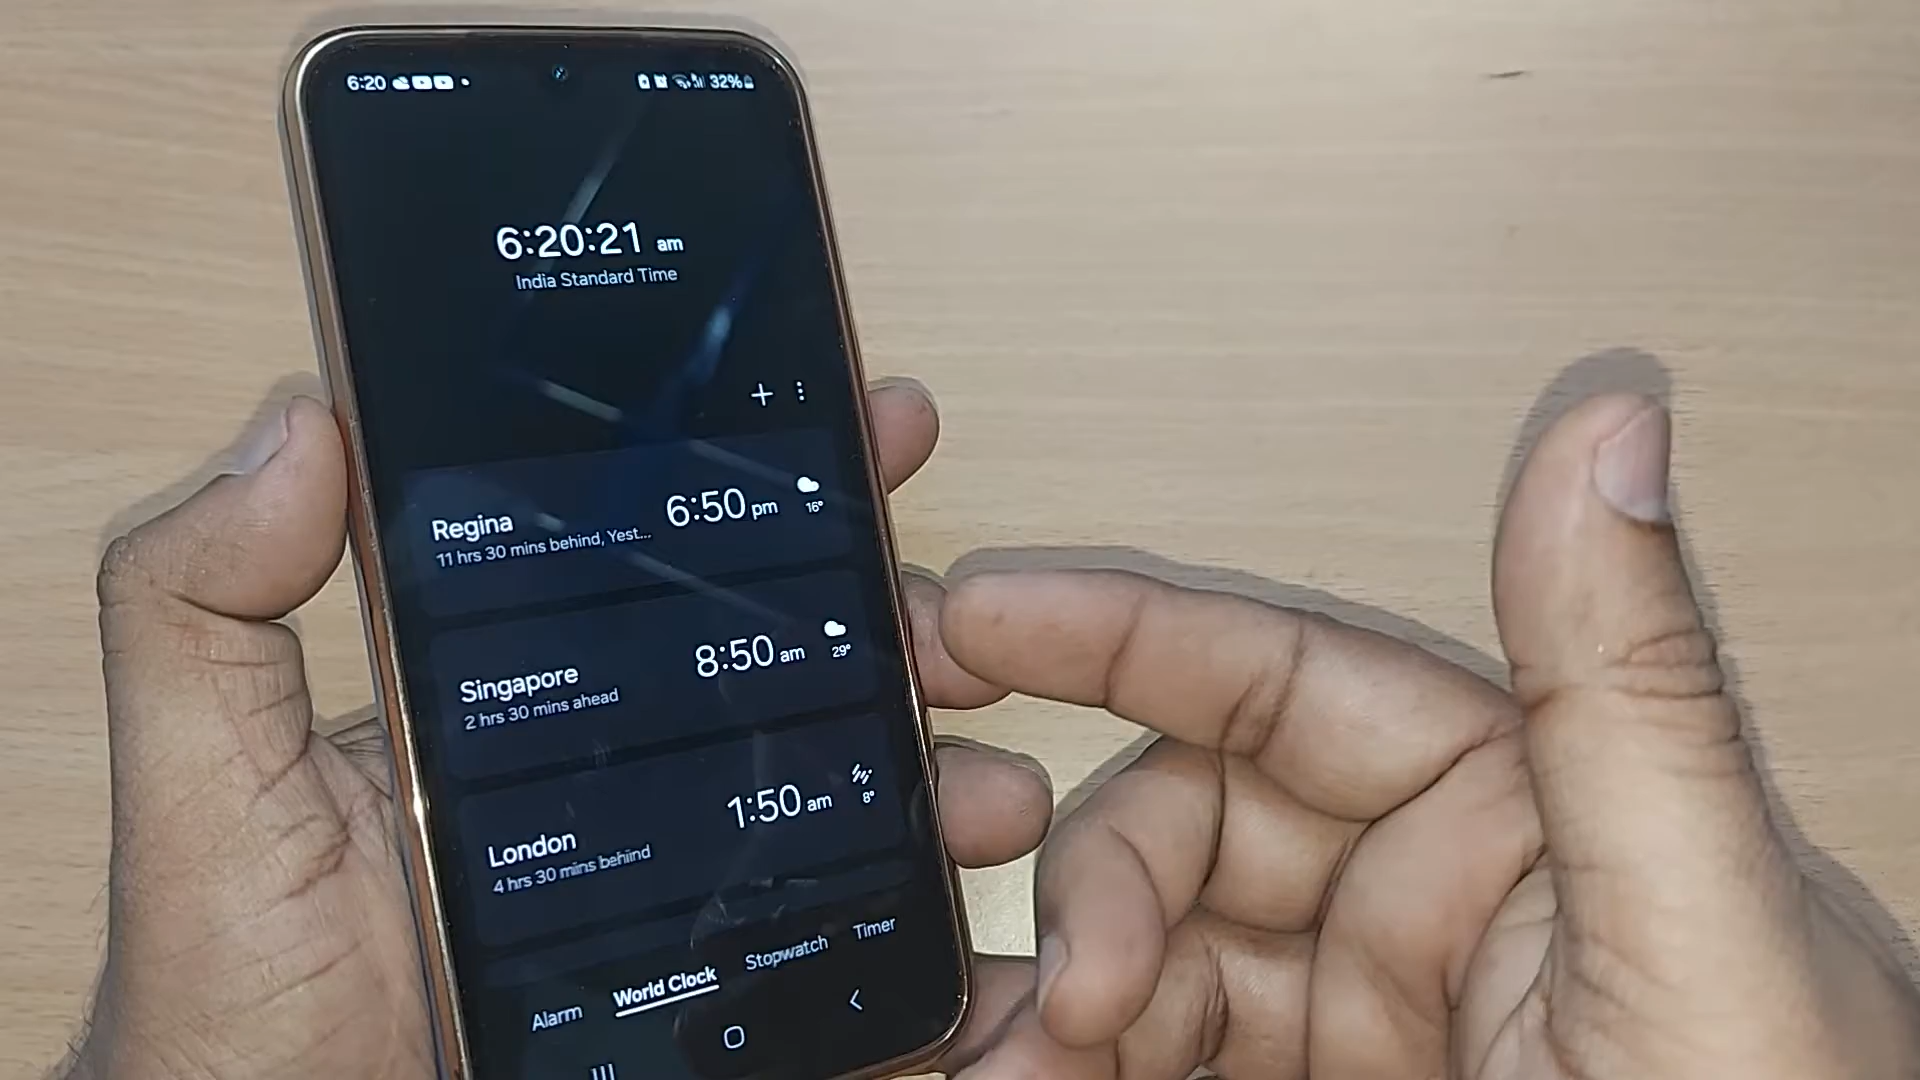 6:20
32%
6:20:21 am
India Standard Time
Regina
11 hrs 30 mins behind, Yest...
6:50 pm
16°
Singapore
2 hrs 30 mins ahead
8:50 am
29°
London
4 hrs 30 mins behind
1:50 am
8°
Alarm
World Clock
Stopwatch
Timer